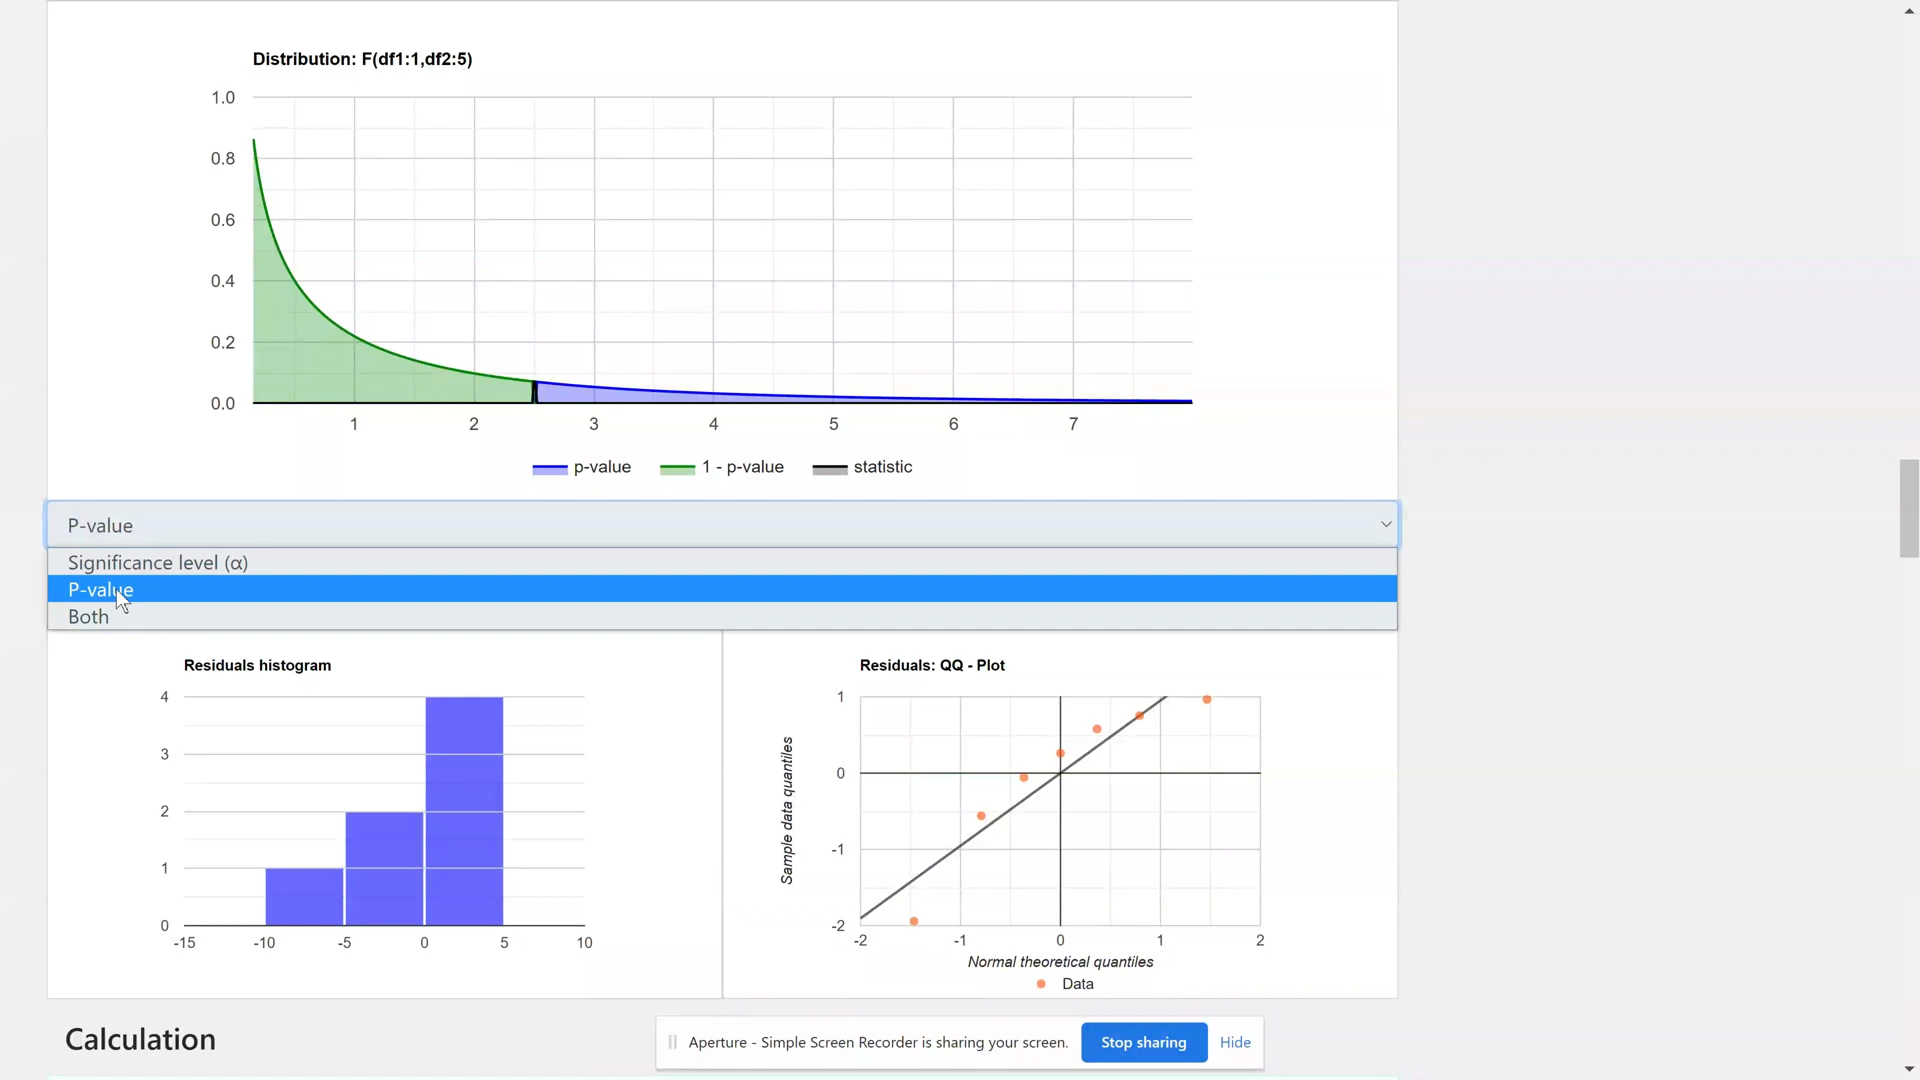 Distribution: F(df1:1,df2:5)
1.0
0.8
0.6
0.4
0.2
0.0
1 2 3 4 5 6 7
p-value 1 - p-value statistic
P-value
Significance level (α)
P-value
Both
Residuals histogram
4
3
2
1
0
-15 -10 -5 0 5 10
Residuals: QQ - Plot
Sample data quantiles
1
0
-1
-2
-2 -1 0 1 2
Normal theoretical quantiles
Data
Calculation
Aperture - Simple Screen Recorder is sharing your screen. Stop sharing Hide